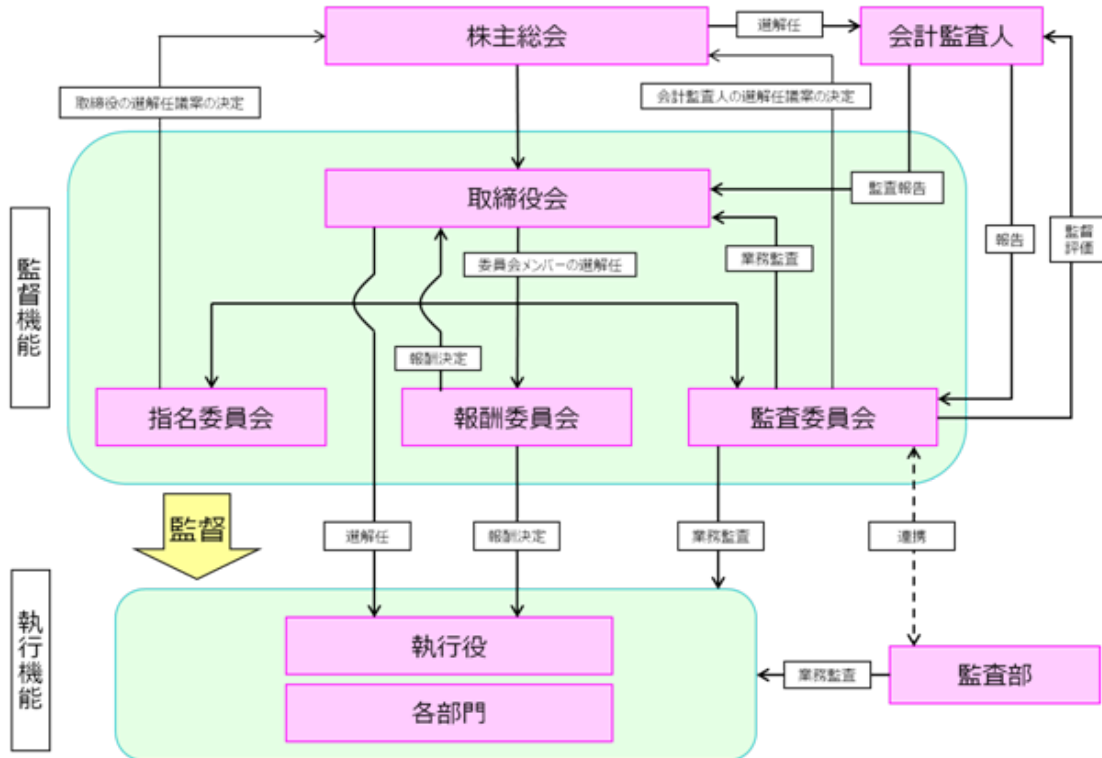 株主総会
選解任
会計監査人
取締役の選解任議案の決定
会計監査人の選解任議案の決定
取締役会
監査報告
監督機能
委員会メンバーの選解任
業務監査
報告
監督
評価
報酬決定
指名委員会
報酬委員会
監査委員会
監督
選解任
報酬決定
業務監査
連携
執行機能
執行役
業務監査
監査部
各部門